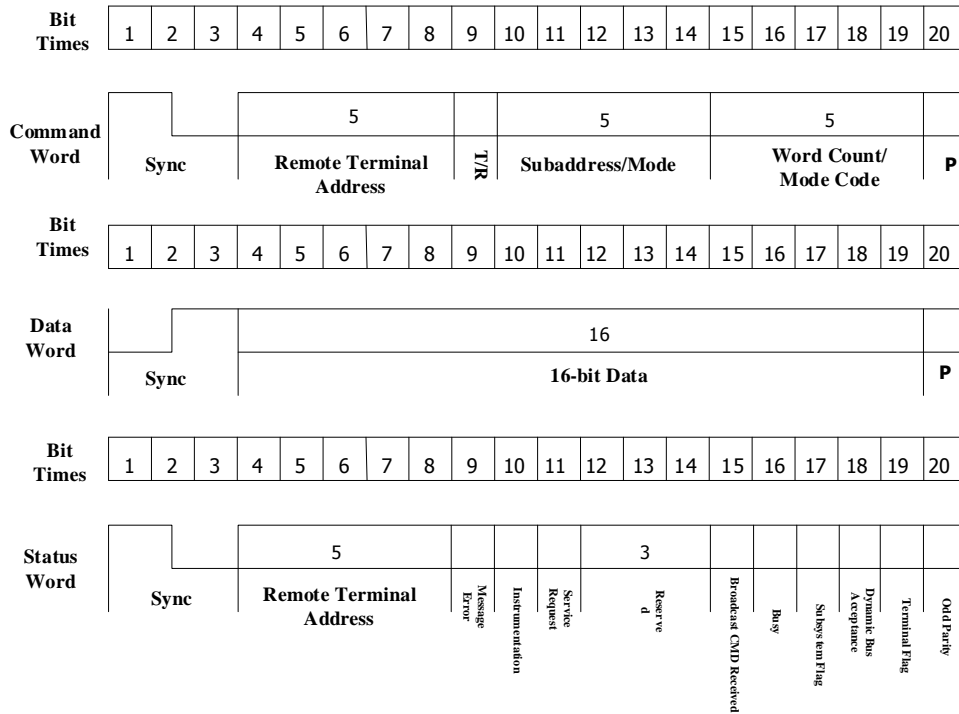 Bit Times 1 2 3 4 5 6 7 8 9 10 11 12 13 14 15 16 17 18 19 20
Command Word
5 5 5
Sync Remote Terminal Address T/R Subaddress/Mode Word Count/ Mode Code P
Bit Times 1 2 3 4 5 6 7 8 9 10 11 12 13 14 15 16 17 18 19 20
Data Word
16
Sync 16-bit Data P
Bit Times 1 2 3 4 5 6 7 8 9 10 11 12 13 14 15 16 17 18 19 20
Status Word
5 3
Sync Remote Terminal Address Message Error Instrumentation Service Request Reserve d Broadcast CMD Received Busy Subsystem Flag Dynamic Bus Acceptance Terminal Flag Odd Parity